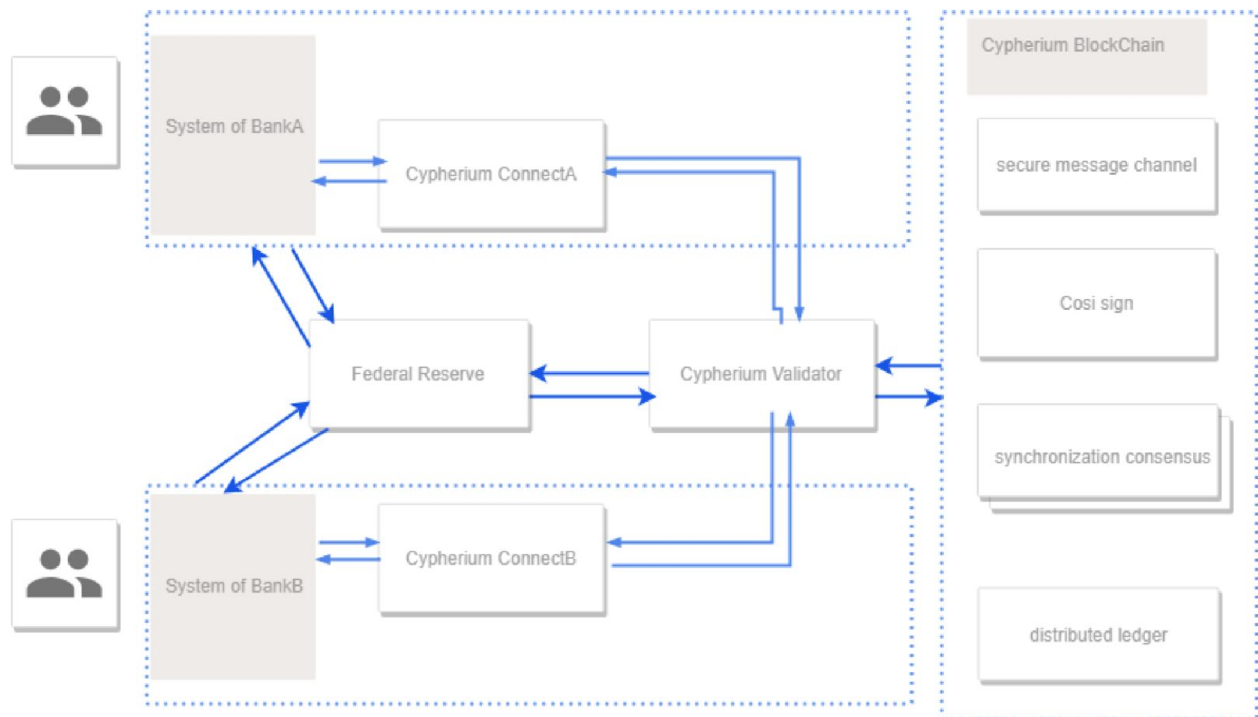 Cypherium BlockChain
System of BankA
Cypherium ConnectA
secure message channel
Cosi sign
Federal Reserve
Cypherium Validator
synchronization consensus
System of BankB
Cypherium ConnectB
distributed ledger